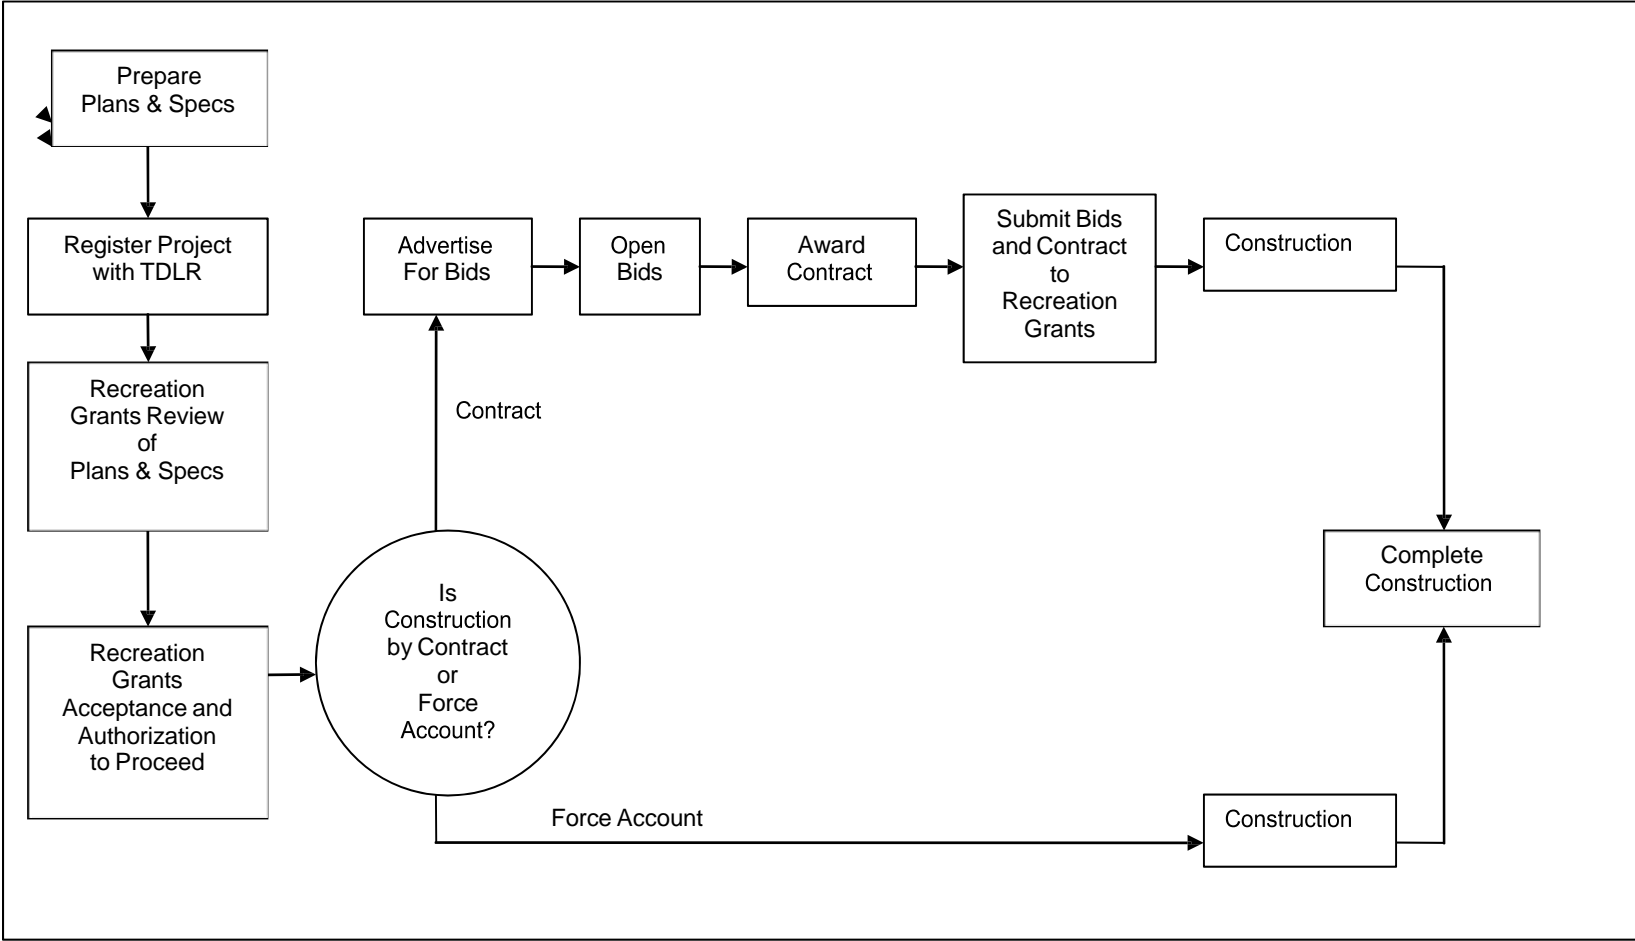 Prepare
Plans & Specs
Register Project
with TDLR
Recreation
Grants Review
of
Plans & Specs
Recreation
Grants
Acceptance and
Authorization
to Proceed
Is
Construction
by Contract
or
Force
Account?
Contract
Advertise
For Bids
Open
Bids
Award
Contract
Submit Bids
and Contract
to
Recreation
Grants
Construction
Force Account
Construction
Complete
Construction